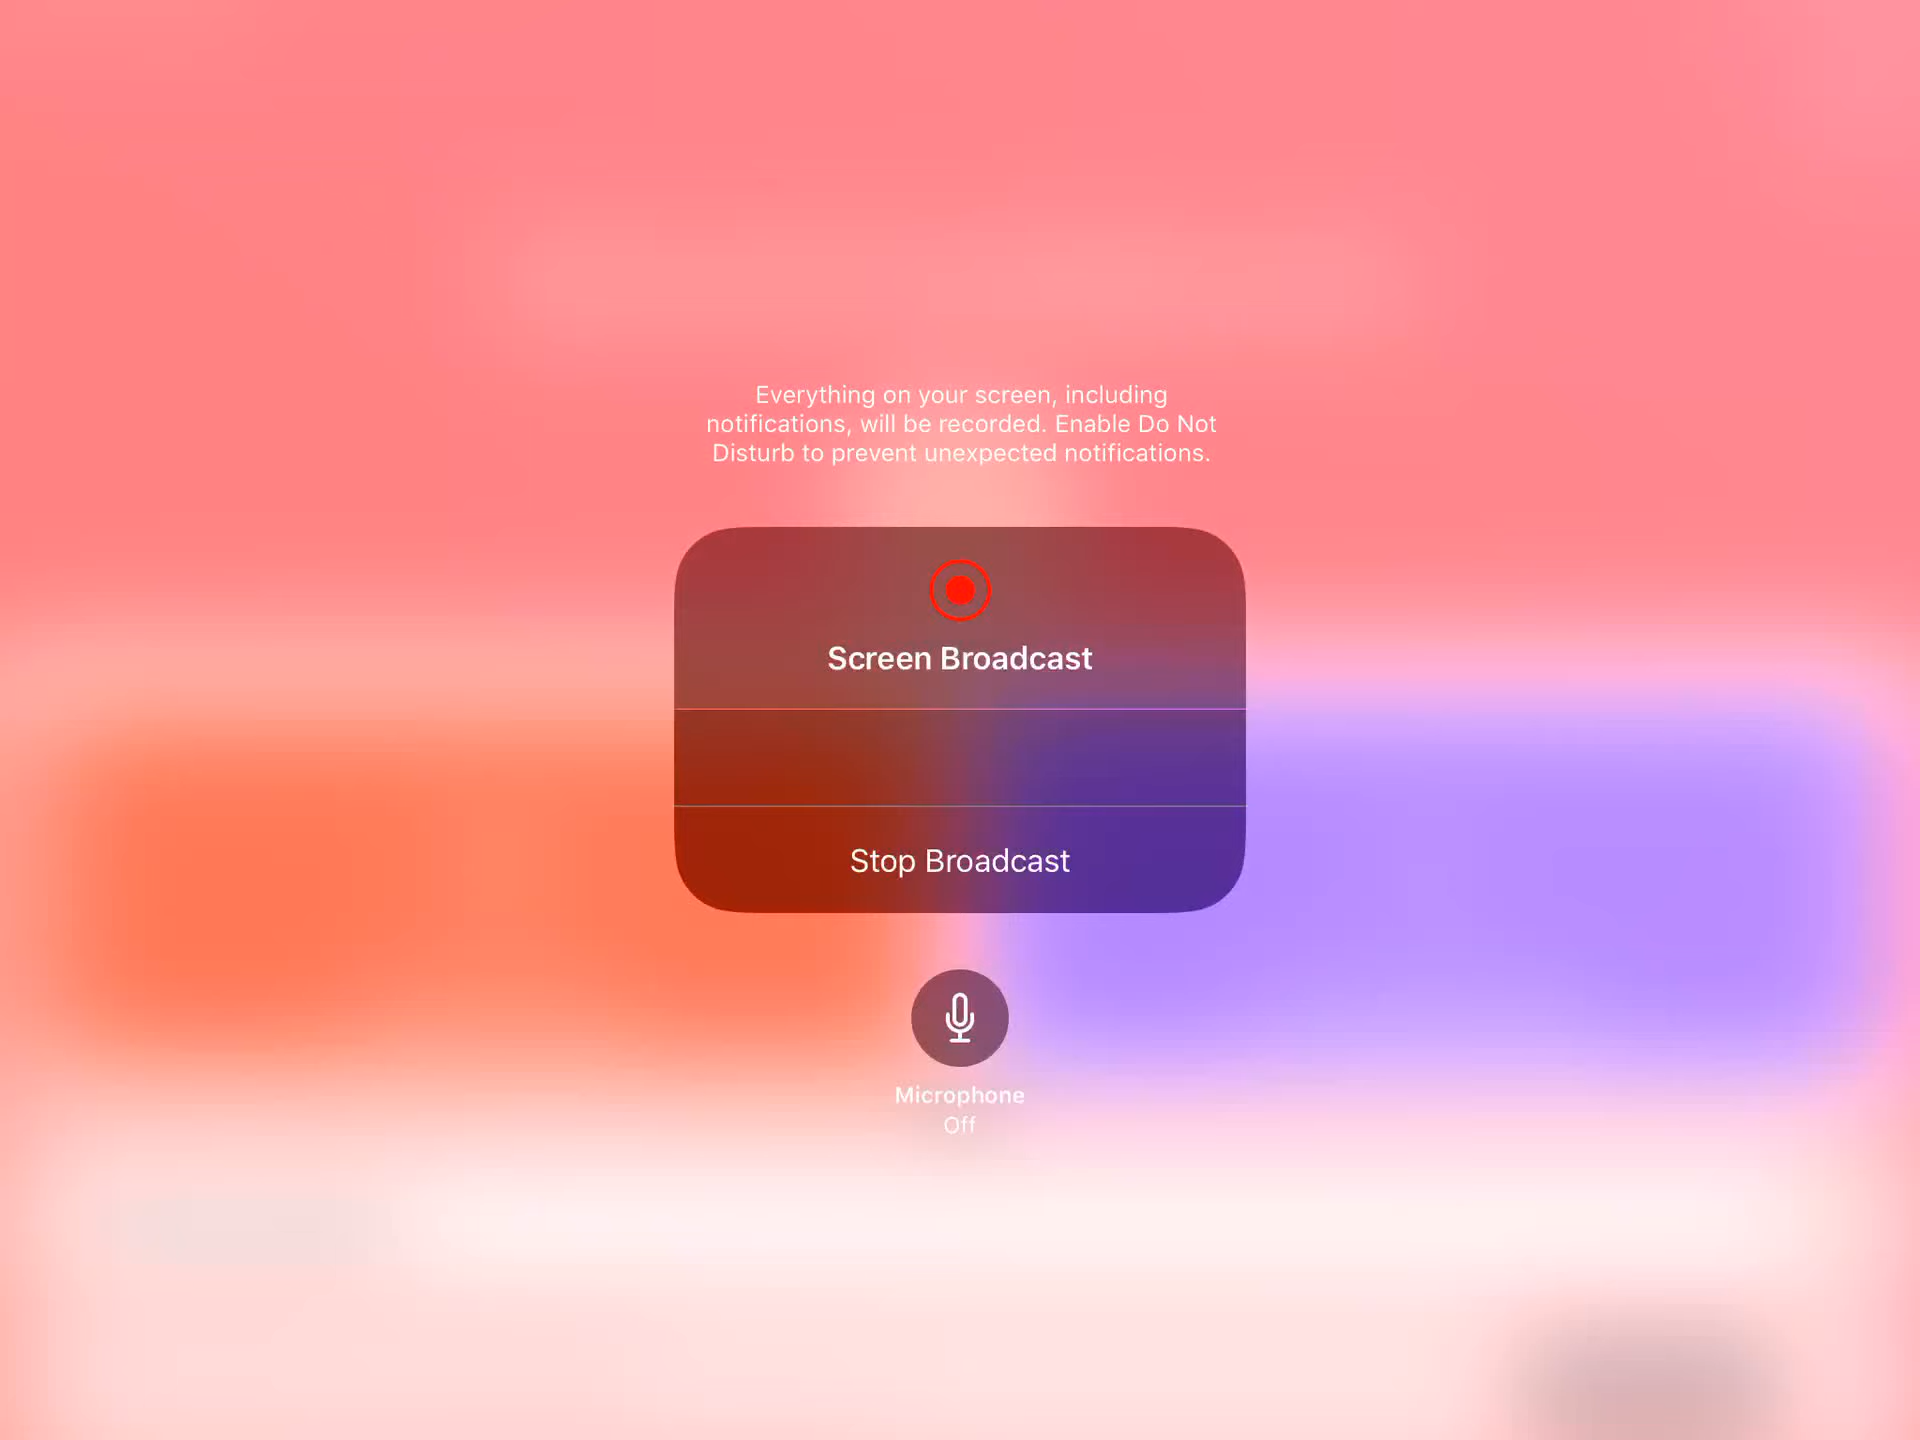 Everything on your screen, including
notifications, will be recorded. Enable Do Not
Disturb to prevent unexpected notifications.
Screen Broadcast
Stop Broadcast
Microphone
Off